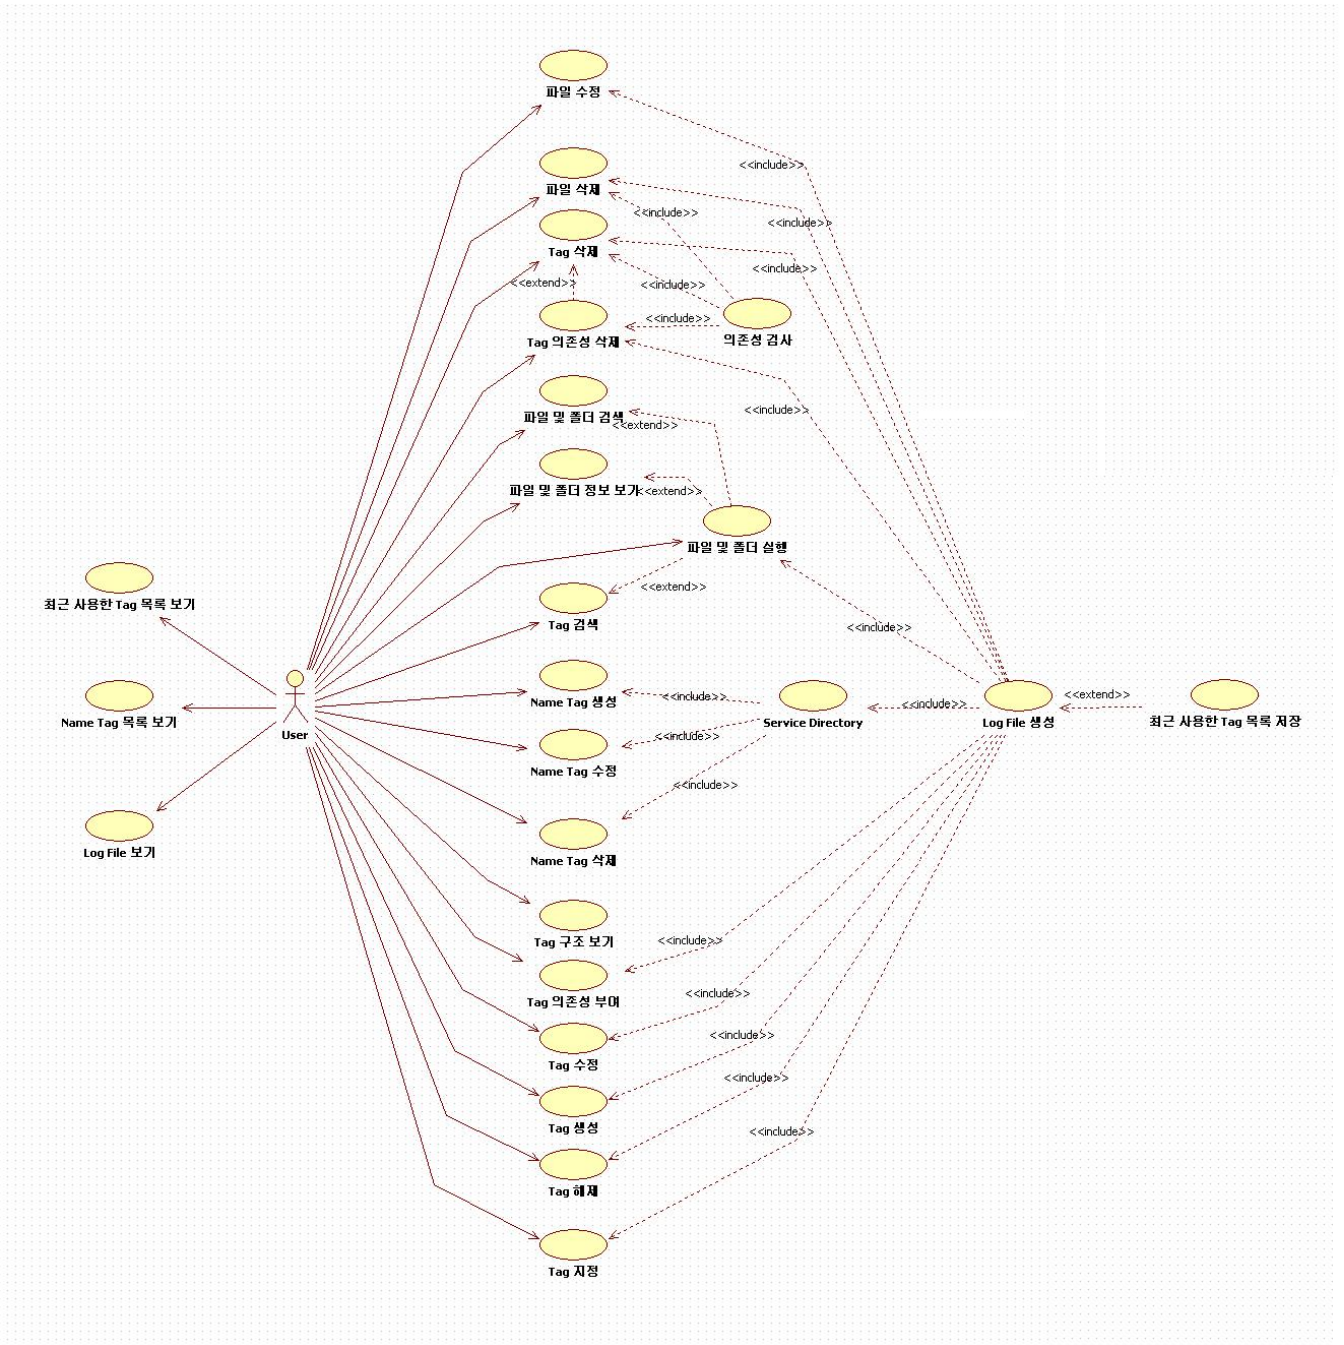 파일 수정
<<include>>
파일 삭제
<<include>>
<<include>>
Tag 삭제
<<include>>
<<extend>>
<<include>>
<<include>>
Tag 의존성 삭제
의존성 검사
<<include>>
파일 및 폴더 검색
<<extend>>
파일 및 폴더 정보 보기
<<extend>>
파일 및 폴더 실행
<<extend>>
최근 사용한 Tag 목록 보기
Tag 검색
<<include>>
Name Tag 생성
<<include>>
Name Tag 목록 보기
User
Service Directory
<<include>>
Log File 생성
<<extend>>
최근 사용한 Tag 목록 저장
<<include>>
Name Tag 수정
<<include>>
Log File 보기
Name Tag 삭제
Tag 구조 보기
<<include>>
Tag 의존성 부여
<<include>>
Tag 수정
<<include>>
Tag 생성
<<include>>
Tag 해제
<<include>>
Tag 지정